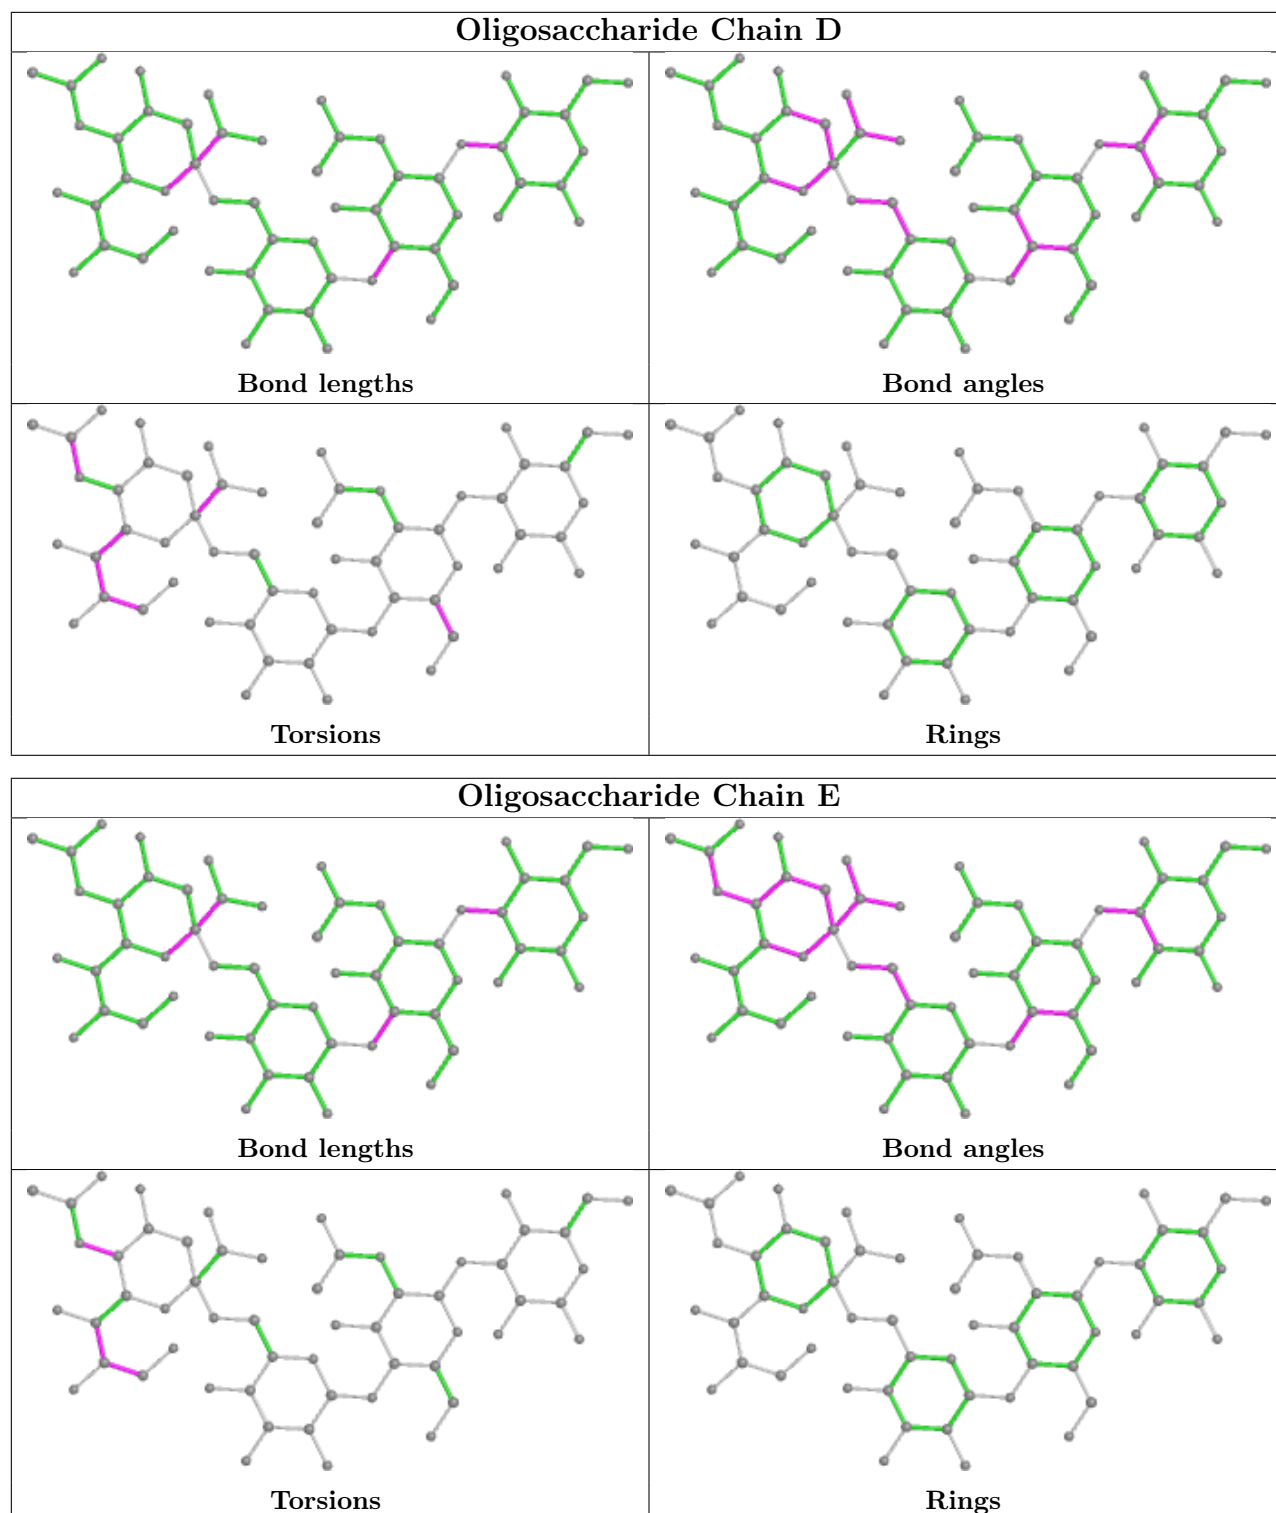 Oligosaccharide Chain D
Bond lengths
Bond angles
Torsions
Rings
Oligosaccharide Chain E
Bond lengths
Bond angles
Torsions
Rings